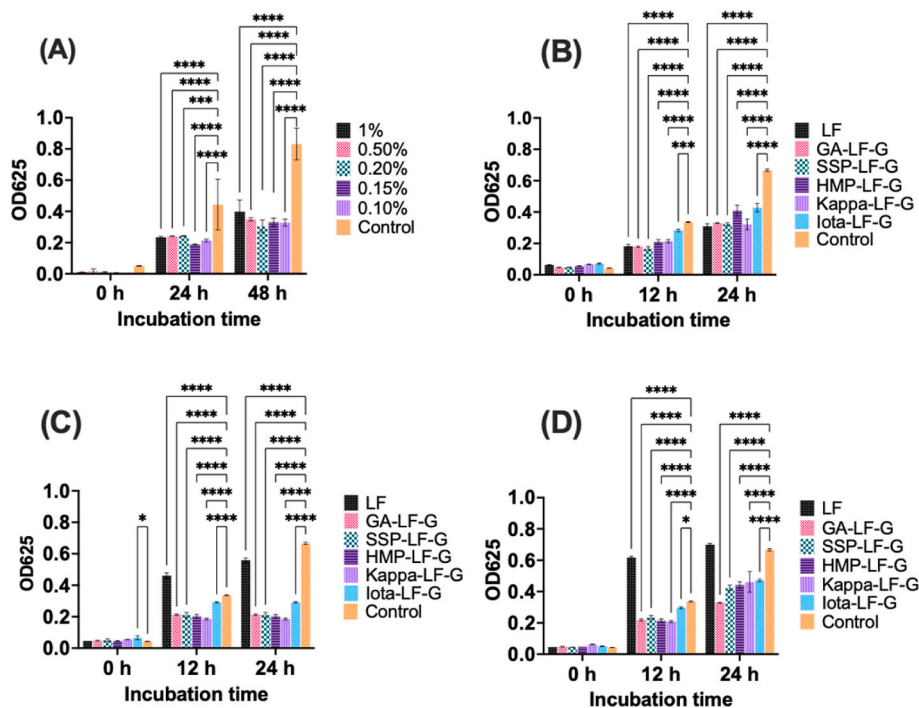 (A)
****
****
****
****
****
****
****
***
****
****
OD625
1.0
0.8
0.6
0.4
0.2
0.0
0 h
24 h
48 h
Incubation time
1%
0.50%
0.20%
0.15%
0.10%
Control
(B)
****
****
****
****
****
****
****
****
****
****
***
****
OD625
1.0
0.8
0.6
0.4
0.2
0.0
0 h
12 h
24 h
Incubation time
LF
GA-LF-G
SSP-LF-G
HMP-LF-G
Kappa-LF-G
Iota-LF-G
Control
(C)
****
****
****
****
****
****
****
****
****
****
*
****
****
OD625
1.0
0.8
0.6
0.4
0.2
0.0
0 h
12 h
24 h
Incubation time
LF
GA-LF-G
SSP-LF-G
HMP-LF-G
Kappa-LF-G
Iota-LF-G
Control
(D)
****
****
****
****
****
****
****
****
****
*
****
OD625
1.0
0.8
0.6
0.4
0.2
0.0
0 h
12 h
24 h
Incubation time
LF
GA-LF-G
SSP-LF-G
HMP-LF-G
Kappa-LF-G
Iota-LF-G
Control